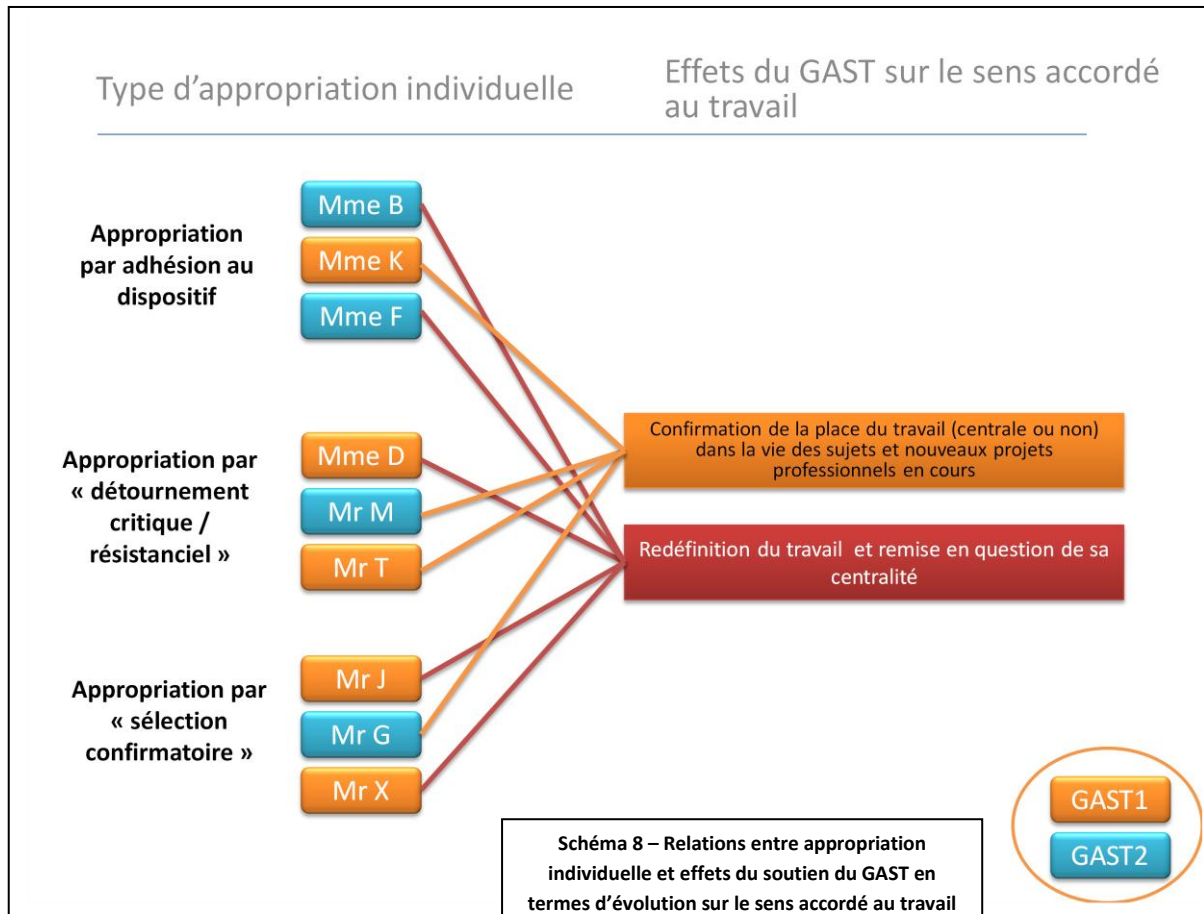 Type d'appropriation individuelle
Effets du GAST sur le sens accordé
au travail
Appropriation
par adhésion au
dispositif
Mme B
Mme K
Mme F
Appropriation par
« détournement
critique /
résistanciel »
Mme D
Mr M
Mr T
Appropriation par
« sélection
confirmatoire »
Mr J
Mr G
Mr X
Confirmation de la place du travail (centrale ou non)
dans la vie des sujets et nouveaux projets
professionnels en cours
Redéfinition du travail et remise en question de sa
centralité
GAST1
GAST2
Schéma 8 – Relations entre appropriation
individuelle et effets du soutien du GAST en
termes d'évolution sur le sens accordé au travail